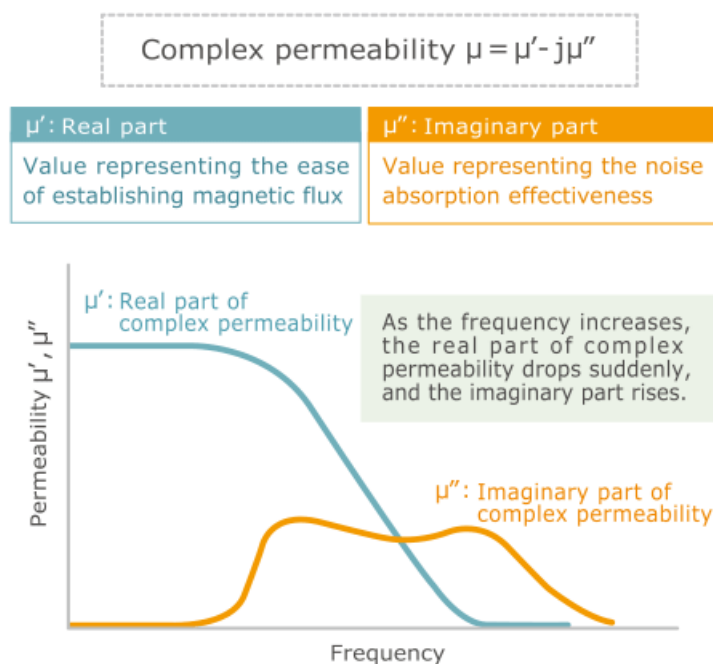 Complex permeability μ=μ′-jμ″
μ′: Real part
Value representing the ease
of establishing magnetic flux
μ″: Imaginary part
Value representing the noise
absorption effectiveness
μ′: Real part of
complex permeability
As the frequency increases,
the real part of complex
permeability drops suddenly,
and the imaginary part rises.
μ″: Imaginary part of
complex permeability
Permeability μ′, μ″
Frequency